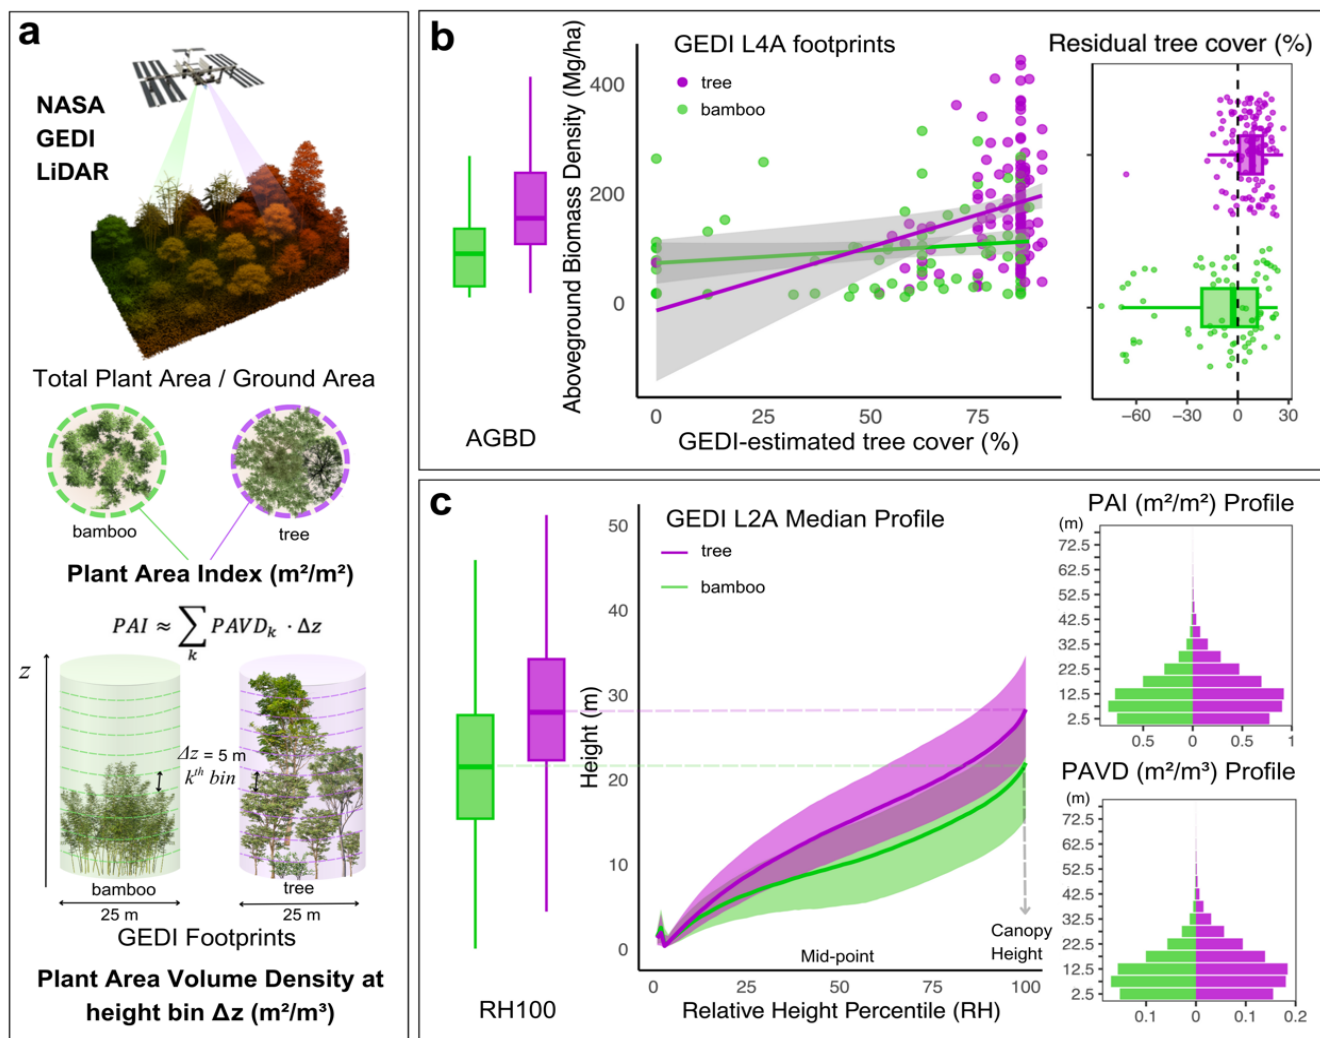 a
NASA
GEDI
LiDAR
Total Plant Area / Ground Area
bamboo
tree
Plant Area Index (m²/m²)
PAI ≈ ∑ₖ PAVDₖ · Δz
z
Δz = 5 m
kᵗʰ bin
bamboo
tree
25 m
25 m
GEDI Footprints
Plant Area Volume Density at
height bin Δz (m²/m³)
b
AGBD
Aboveground Biomass Density (Mg/ha)
GEDI L4A footprints
tree
bamboo
400
200
0
0 25 50 75
GEDI-estimated tree cover (%)
Residual tree cover (%)
−60 −30 0 30
c
RH100
Height (m)
GEDI L2A Median Profile
tree
bamboo
50
40
30
20
10
0
Mid-point
Canopy
Height
0 25 50 75 100
Relative Height Percentile (RH)
PAI (m²/m²) Profile
(m)
72.5
62.5
52.5
42.5
32.5
22.5
12.5
2.5
0.5 0 0.5 1
PAVD (m²/m³) Profile
(m)
72.5
62.5
52.5
42.5
32.5
22.5
12.5
2.5
0.1 0 0.1 0.2